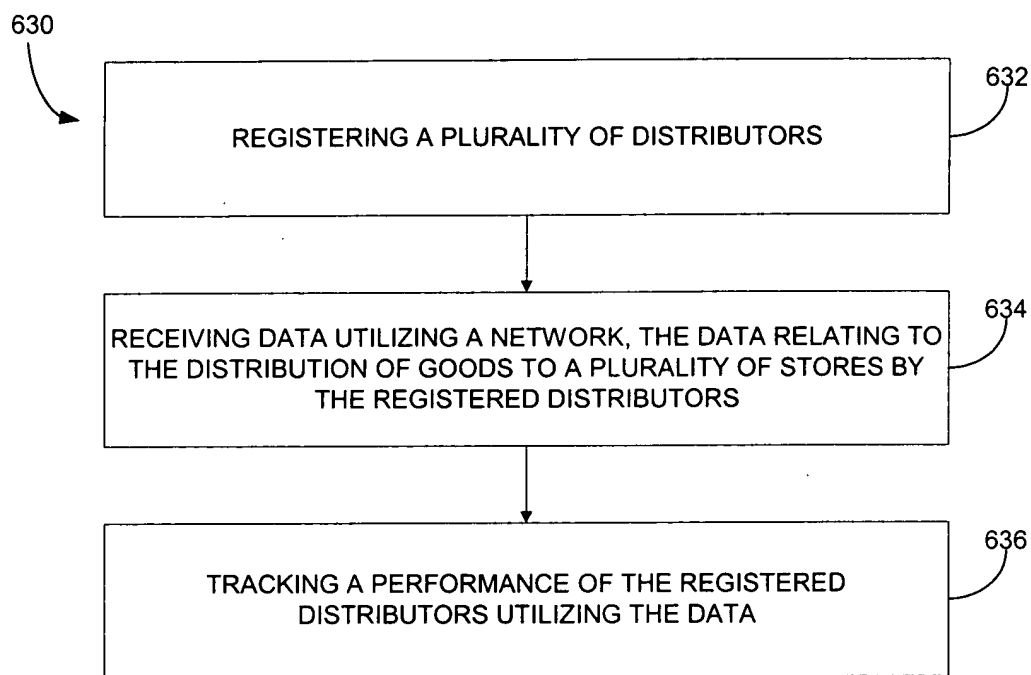 630
632
REGISTERING A PLURALITY OF DISTRIBUTORS
634
RECEIVING DATA UTILIZING A NETWORK, THE DATA RELATING TO
THE DISTRIBUTION OF GOODS TO A PLURALITY OF STORES BY
THE REGISTERED DISTRIBUTORS
636
TRACKING A PERFORMANCE OF THE REGISTERED
DISTRIBUTORS UTILIZING THE DATA